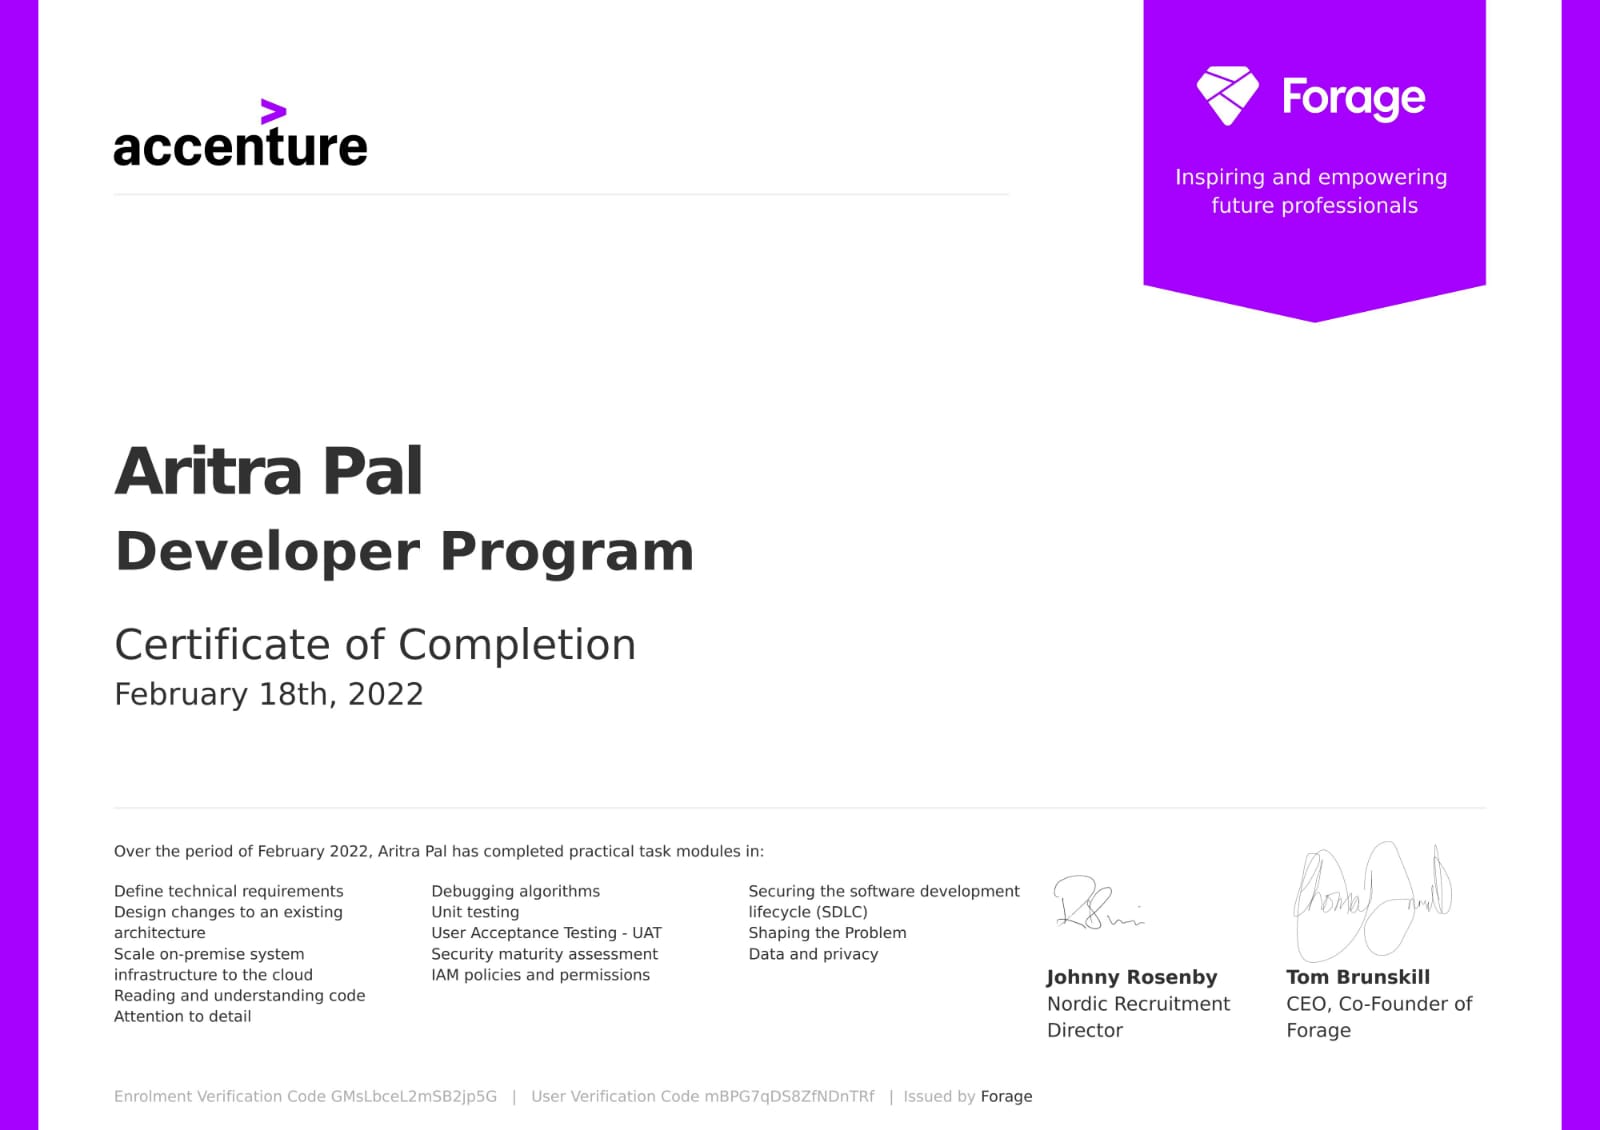 accenture
Forage
Inspiring and empowering
future professionals
Aritra Pal
Developer Program
Certificate of Completion
February 18th, 2022
Over the period of February 2022, Aritra Pal has completed practical task modules in:
Define technical requirements
Design changes to an existing
architecture
Scale on-premise system
infrastructure to the cloud
Reading and understanding code
Attention to detail
Debugging algorithms
Unit testing
User Acceptance Testing - UAT
Security maturity assessment
IAM policies and permissions
Securing the software development
lifecycle (SDLC)
Shaping the Problem
Data and privacy
Johnny Rosenby
Nordic Recruitment
Director
Tom Brunskill
CEO, Co-Founder of
Forage
Enrolment Verification Code GMsLbceL2mSB2jp5G | User Verification Code mBPG7qDS8ZfNDnTRf | Issued by Forage